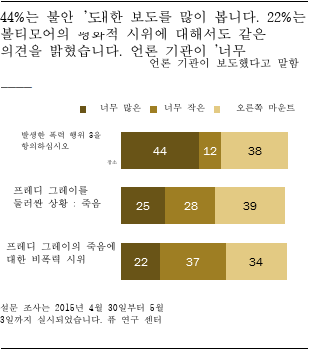 44%는 불안 '도대한 보도를 많이 봅니다. 22%는
볼티모어의 평화적 시위에 대해서도 같은
의견을 밝혔습니다. 언론 기관이 '너무
언론 기관이 보도했다고 말함
너무 많은 너무 작은 오른쪽 마운트
발생한 폭력 행위 3을
항의하십시오
장소
44 12 38
프레디 그레이를
둘러싼 상황 : 죽음
25 28 39
프레디 그레이의 죽음에
대한 비폭력 시위
22 37 34
설문 조사는 2015년 4월 30일부터 5월
3일까지 실시되었습니다. 퓨 연구 센터